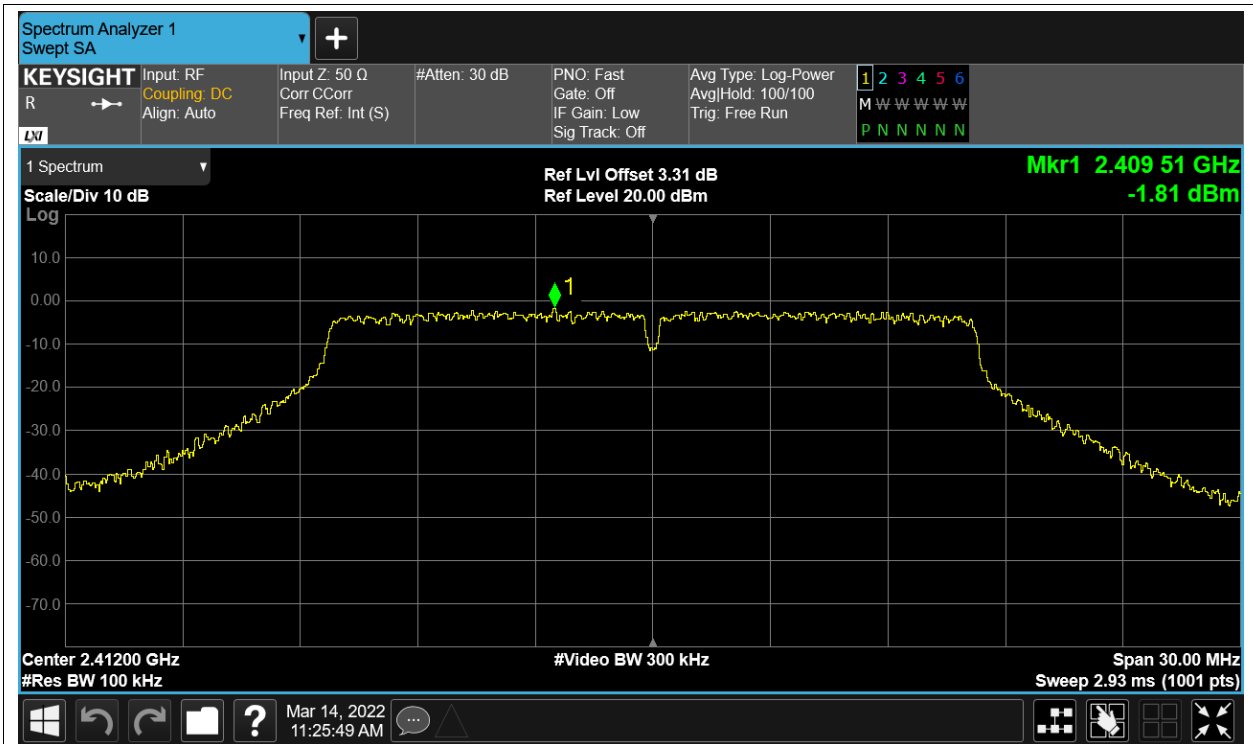 Spectrum Analyzer 1
Swept SA
KEYSIGHT
R
LXI
Input: RF
Coupling: DC
Align: Auto
Input Z: 50 Ω
Corr CCorr
Freq Ref: Int (S)
#Atten: 30 dB
PNO: Fast
Gate: Off
IF Gain: Low
Sig Track: Off
Avg Type: Log-Power
Avg|Hold: 100/100
Trig: Free Run
1 2 3 4 5 6
M W W W W W
P N N N N N
1 Spectrum
Scale/Div 10 dB
Log
Ref Lvl Offset 3.31 dB
Ref Level 20.00 dBm
Mkr1 2.409 51 GHz
-1.81 dBm
10.0
0.00
-10.0
-20.0
-30.0
-40.0
-50.0
-60.0
-70.0
1
Center 2.41200 GHz
#Res BW 100 kHz
#Video BW 300 kHz
Span 30.00 MHz
Sweep 2.93 ms (1001 pts)
?
Mar 14, 2022
11:25:49 AM